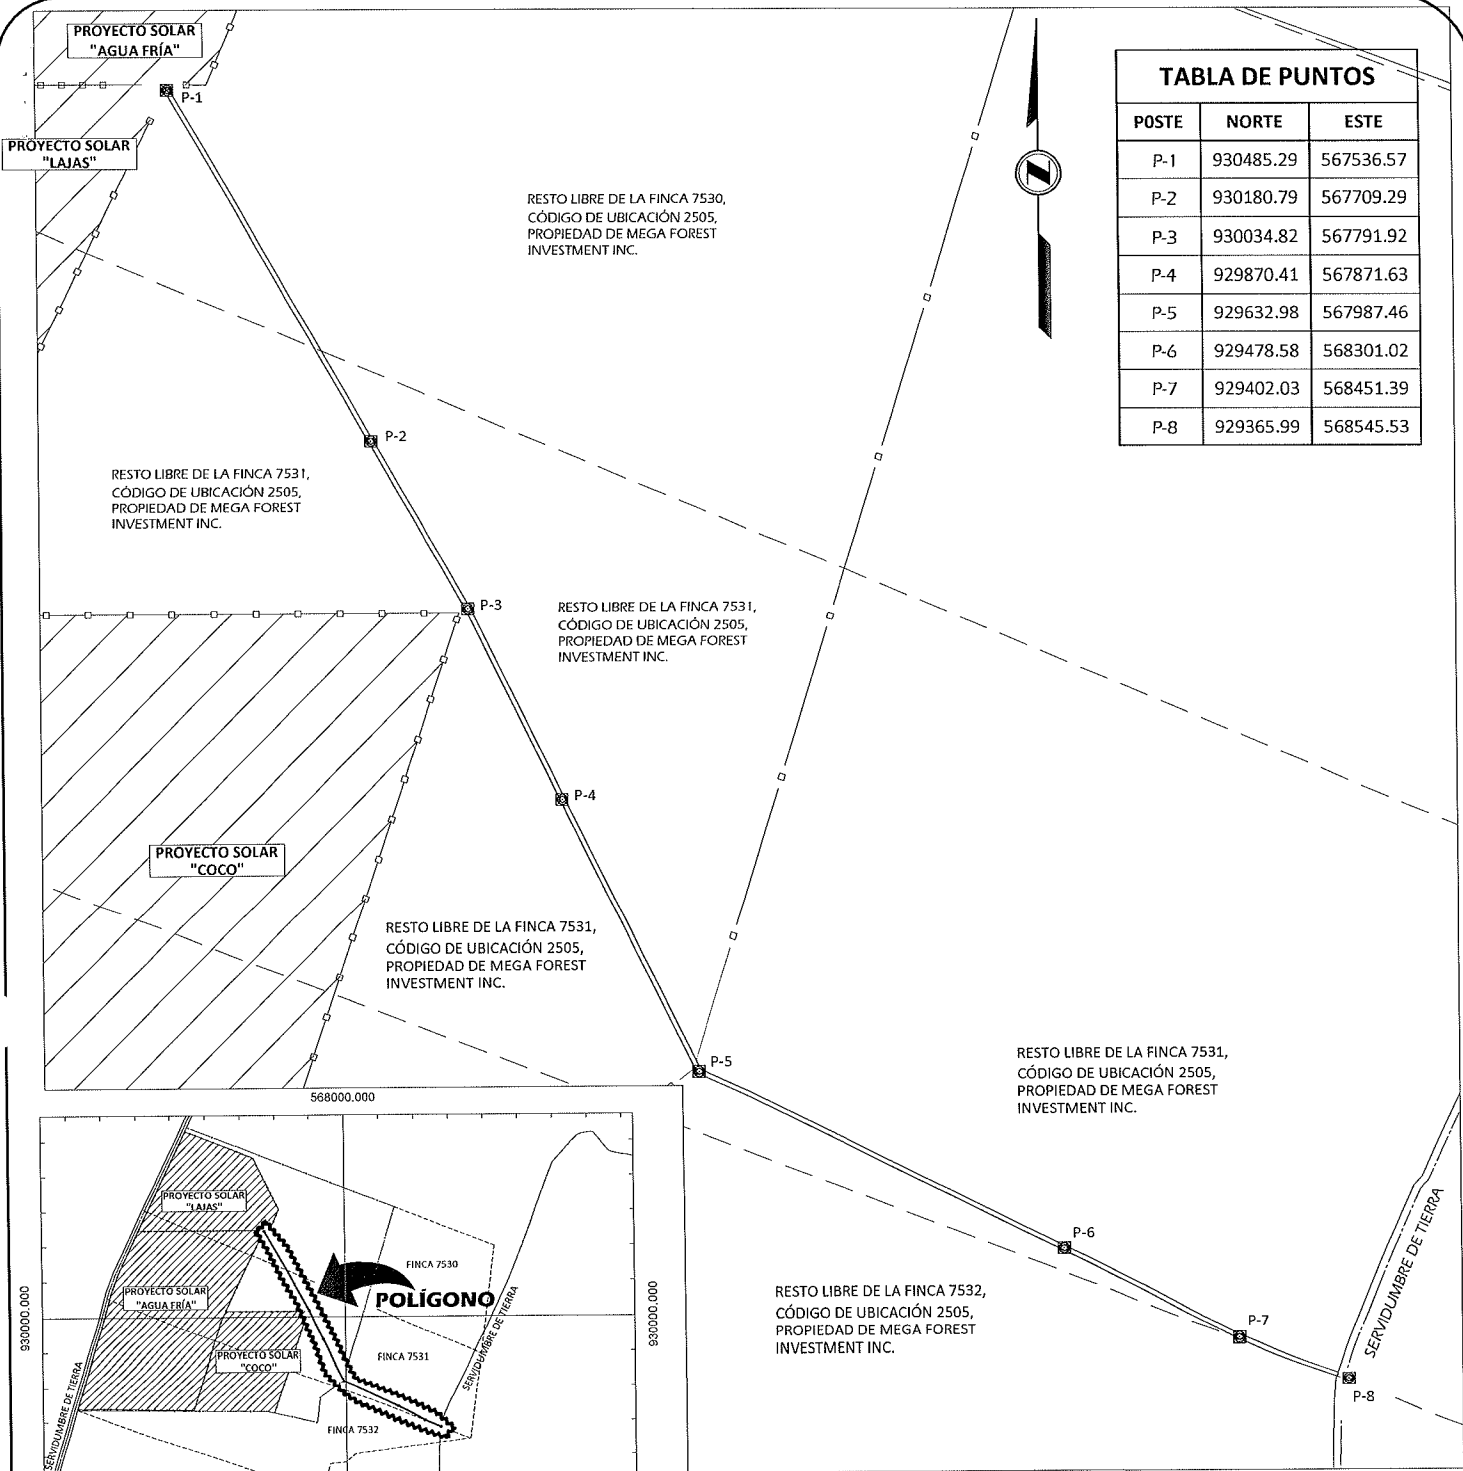 PROYECTO SOLAR
"AGUA FRÍA"
P-1
PROYECTO SOLAR
"LAJAS"
RESTO LIBRE DE LA FINCA 7530,
CÓDIGO DE UBICACIÓN 2505,
PROPIEDAD DE MEGA FOREST
INVESTMENT INC.
N
TABLA DE PUNTOS
POSTE NORTE ESTE
P-1 930485.29 567536.57
P-2 930180.79 567709.29
P-3 930034.82 567791.92
P-4 929870.41 567871.63
P-5 929632.98 567987.46
P-6 929478.58 568301.02
P-7 929402.03 568451.39
P-8 929365.99 568545.53
P-2
RESTO LIBRE DE LA FINCA 7531,
CÓDIGO DE UBICACIÓN 2505,
PROPIEDAD DE MEGA FOREST
INVESTMENT INC.
P-3
RESTO LIBRE DE LA FINCA 7531,
CÓDIGO DE UBICACIÓN 2505,
PROPIEDAD DE MEGA FOREST
INVESTMENT INC.
P-4
PROYECTO SOLAR
"COCO"
RESTO LIBRE DE LA FINCA 7531,
CÓDIGO DE UBICACIÓN 2505,
PROPIEDAD DE MEGA FOREST
INVESTMENT INC.
P-5
RESTO LIBRE DE LA FINCA 7531,
CÓDIGO DE UBICACIÓN 2505,
PROPIEDAD DE MEGA FOREST
INVESTMENT INC.
P-6
P-7
P-8
SERVIDUMBRE DE TIERRA
RESTO LIBRE DE LA FINCA 7532,
CÓDIGO DE UBICACIÓN 2505,
PROPIEDAD DE MEGA FOREST
INVESTMENT INC.
568000.000
930000.000
930000.000
PROYECTO SOLAR
"LAJAS"
FINCA 7530
PROYECTO SOLAR
"AGUA FRÍA"
POLÍGONO
PROYECTO SOLAR
"COCO"
FINCA 7531
FINCA 7532
SERVIDUMBRE DE TIERRA
SERVIDUMBRE DE TIERRA